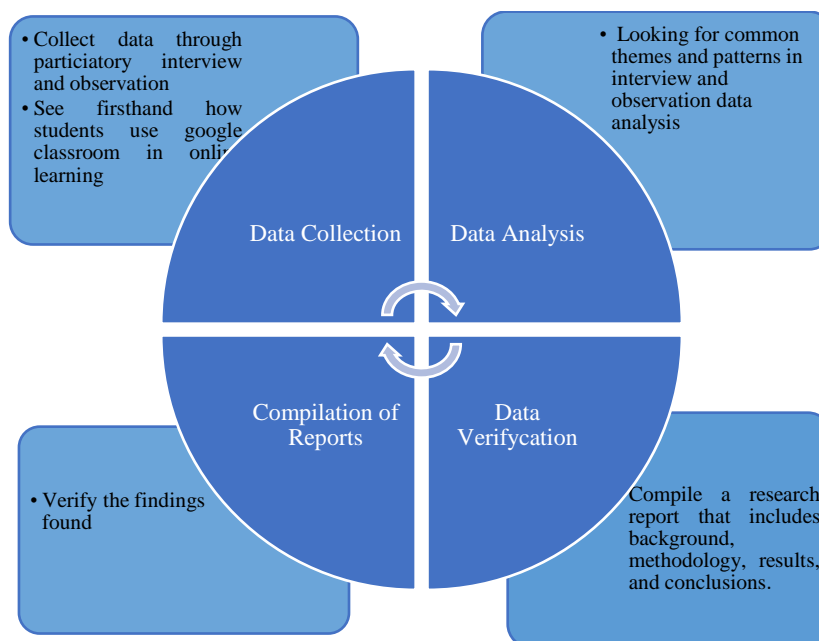 • Collect data through
particiatory interview
and observation
• See firsthand how
students use google
classroom in online
learning
• Looking for common
themes and patterns in
interview and
observation data
analysis
Data Collection
Data Analysis
Compilation of
Reports
Data
Verifycation
• Verify the findings
found
Compile a research
report that includes
background,
methodology, results,
and conclusions.